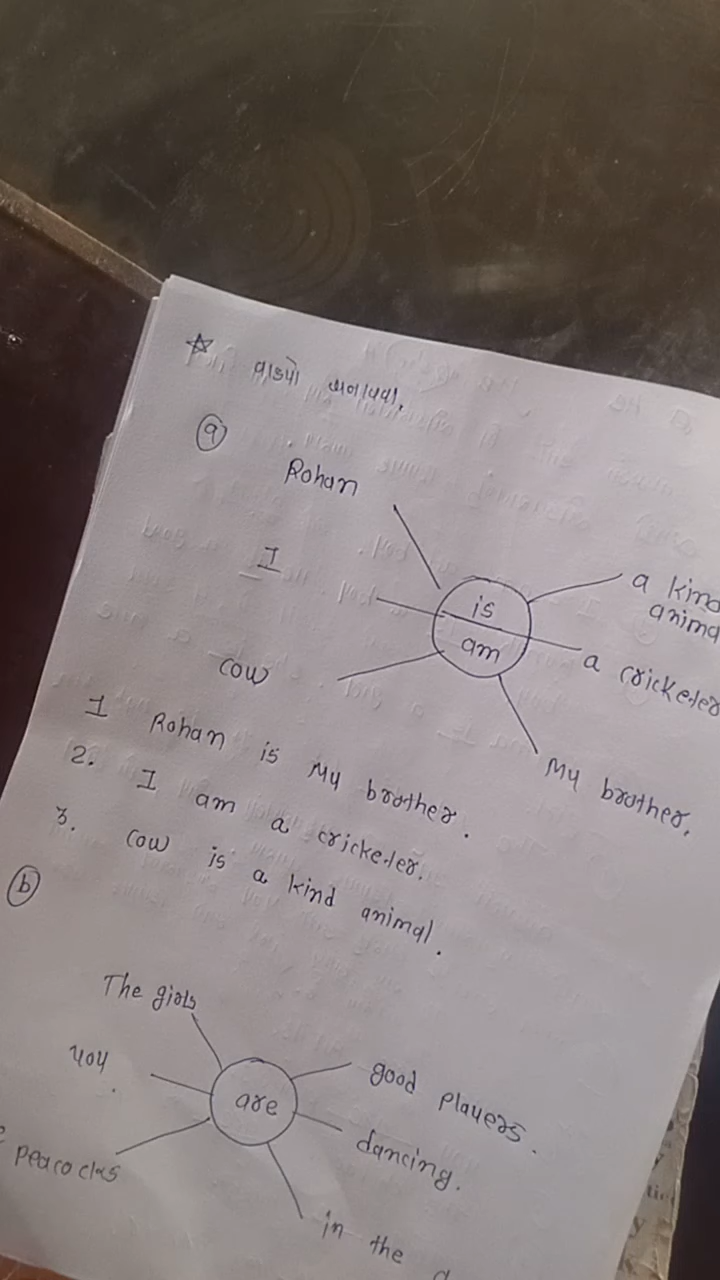 વાક્યો બનાવવા.
(a)
Rohan
I
cow
is
am
a kind
a cricketer
My brother.
1 Rohan is My brother.
2. I am a cricketer.
3. cow is a kind animal.
(b)
The girls
you
peacocks
are
good players.
dancing.
in the